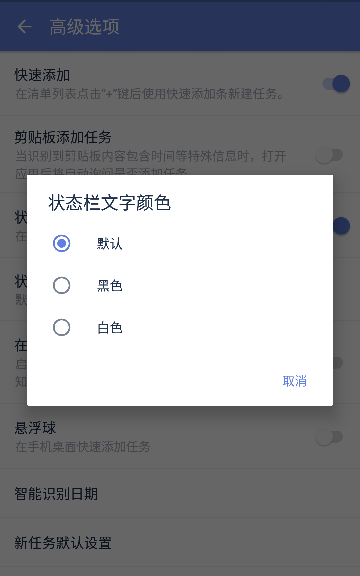 高级选项
快速添加
在清单列表点击“+”键后使用快速添加条新建任务。
剪贴板添加任务
当识别到剪贴板内容包含时间等特殊信息时，打开
应用后将自动询问是否添加任务
状
在
状态栏文字颜色
默认
黑色
白色
取消
状
默
在
启
知
悬浮球
在手机桌面快速添加任务
智能识别日期
新任务默认设置